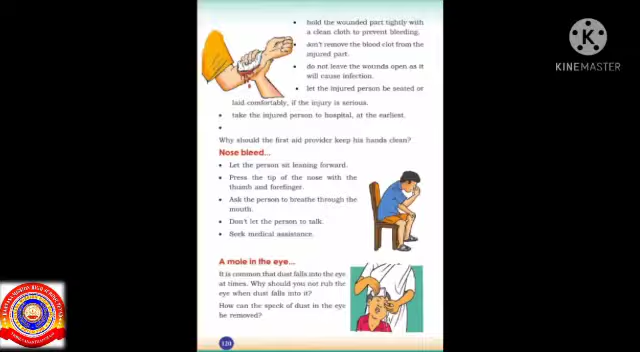 • hold the wounded part tightly with
a clean cloth to prevent bleeding.
• don't remove the blood clot from the
injured part.
• do not leave the wounds open as it
will cause infection.
• let the injured person be seated or
laid comfortably, if the injury is serious.
• take the injured person to hospital, at the earliest.
•
Why should the first aid provider keep his hands clean?
Nose bleed...
• Let the person sit leaning forward.
• Press the tip of the nose with the
thumb and forefinger.
• Ask the person to breathe through the
mouth.
• Don't let the person to talk.
• Seek medical assistance.
A mole in the eye...
It is common that dust falls into the eye
at times. Why should you not rub the
eye when dust falls into it?
How can the speck of dust in the eye
be removed?
120
K
KINEMASTER